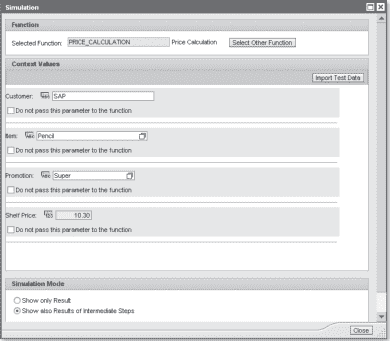 Simulation
Function
Selected Function: PRICE_CALCULATION Price Calculation Select Other Function
Context Values
Import Test Data
Customer: SAP
Do not pass this parameter to the function
Item: Pencil
Do not pass this parameter to the function
Promotion: Super
Do not pass this parameter to the function
Shelf Price: 10.30
Do not pass this parameter to the function
Simulation Mode
Show only Result
Show also Results of Intermediate Steps
Close